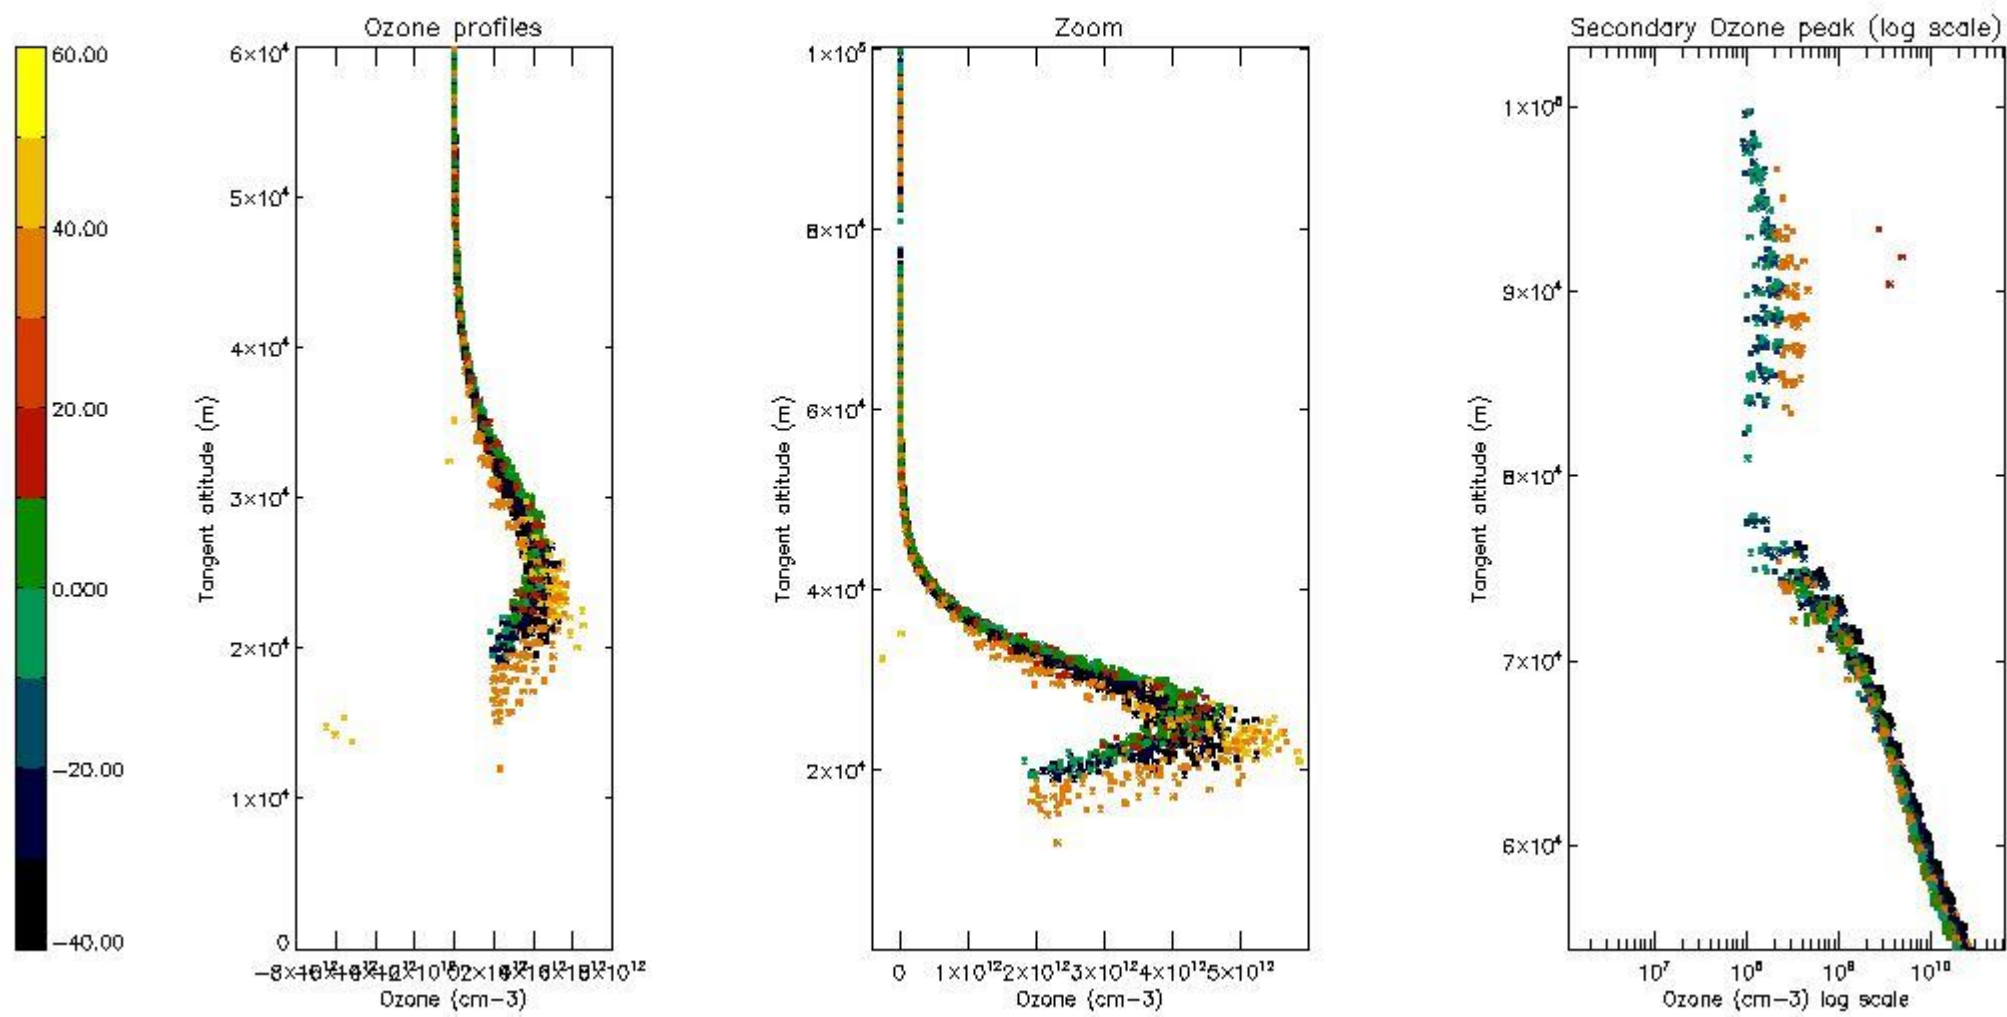 Ozone profiles
Zoom
Secondary Ozone peak (log scale)
60.00
40.00
20.00
0.000
−20.00
−40.00
6×10⁴
5×10⁴
4×10⁴
3×10⁴
2×10⁴
1×10⁴
0
Tangent altitude (m)
Ozone (cm−3)
1×10⁵
8×10⁴
6×10⁴
4×10⁴
2×10⁴
Tangent altitude (m)
0 1×10¹² 2×10¹² 3×10¹² 4×10¹² 5×10¹²
Ozone (cm−3)
1×10⁵
9×10⁴
8×10⁴
7×10⁴
6×10⁴
Tangent altitude (m)
10⁷ 10⁸ 10⁹ 10¹⁰
Ozone (cm−3) log scale